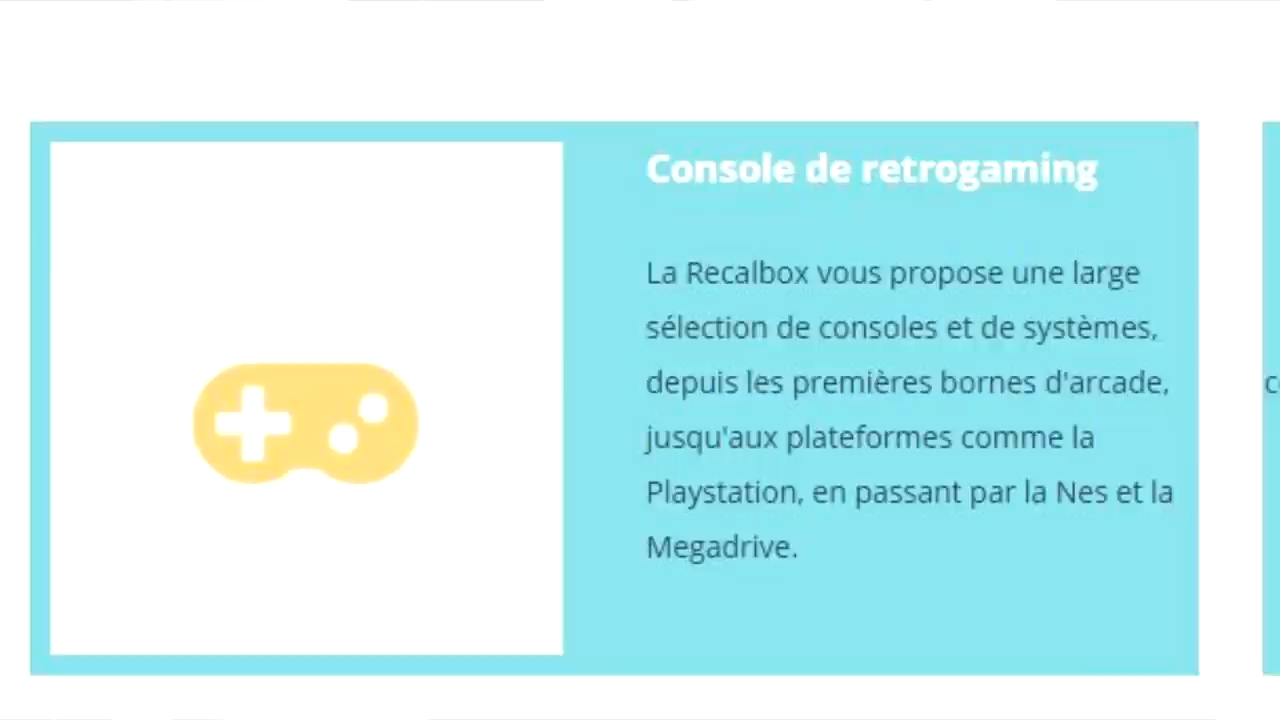 Console de retrogaming
La Recalbox vous propose une large
sélection de consoles et de systèmes,
depuis les premières bornes d'arcade,
jusqu'aux plateformes comme la
Playstation, en passant par la Nes et la
Megadrive.